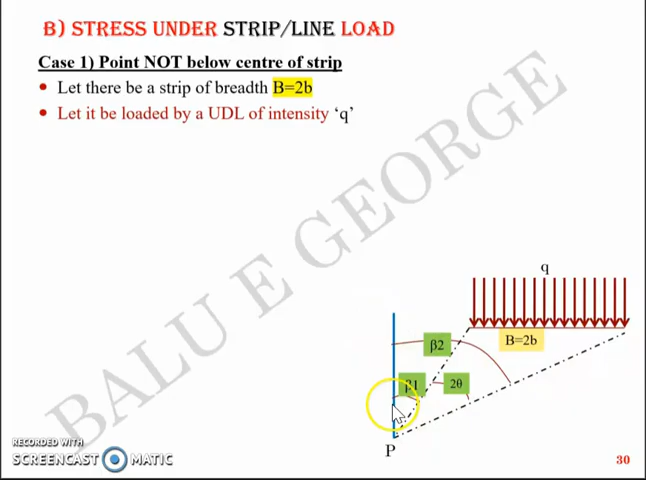 B) STRESS UNDER STRIP/LINE LOAD
Case 1) Point NOT below centre of strip
• Let there be a strip of breadth B=2b
• Let it be loaded by a UDL of intensity ‘q’
BALU E GEORGE
q
B=2b
β2
β1
2θ
P
RECORDED WITH
SCREENCAST MATIC
30